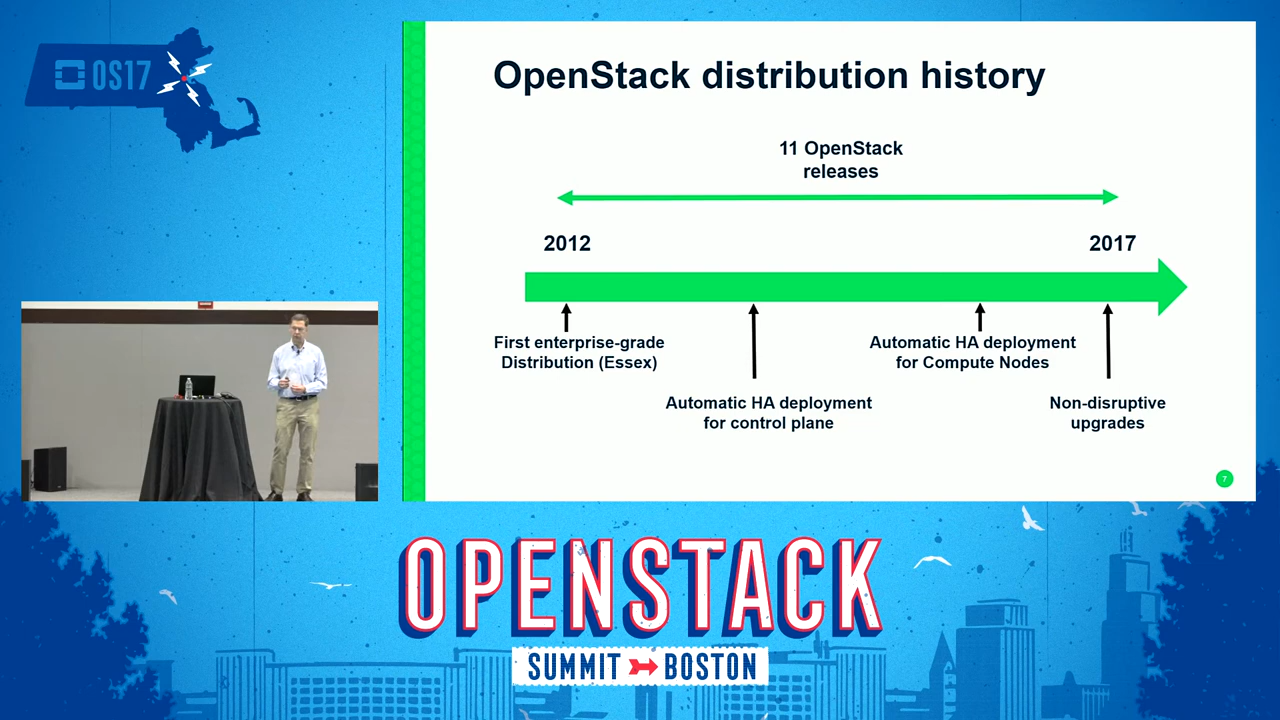 OS17
OpenStack distribution history
11 OpenStack
releases
2012
2017
First enterprise-grade
Distribution (Essex)
Automatic HA deployment
for Compute Nodes
Automatic HA deployment
for control plane
Non-disruptive
upgrades
7
OPENSTACK
SUMMIT BOSTON